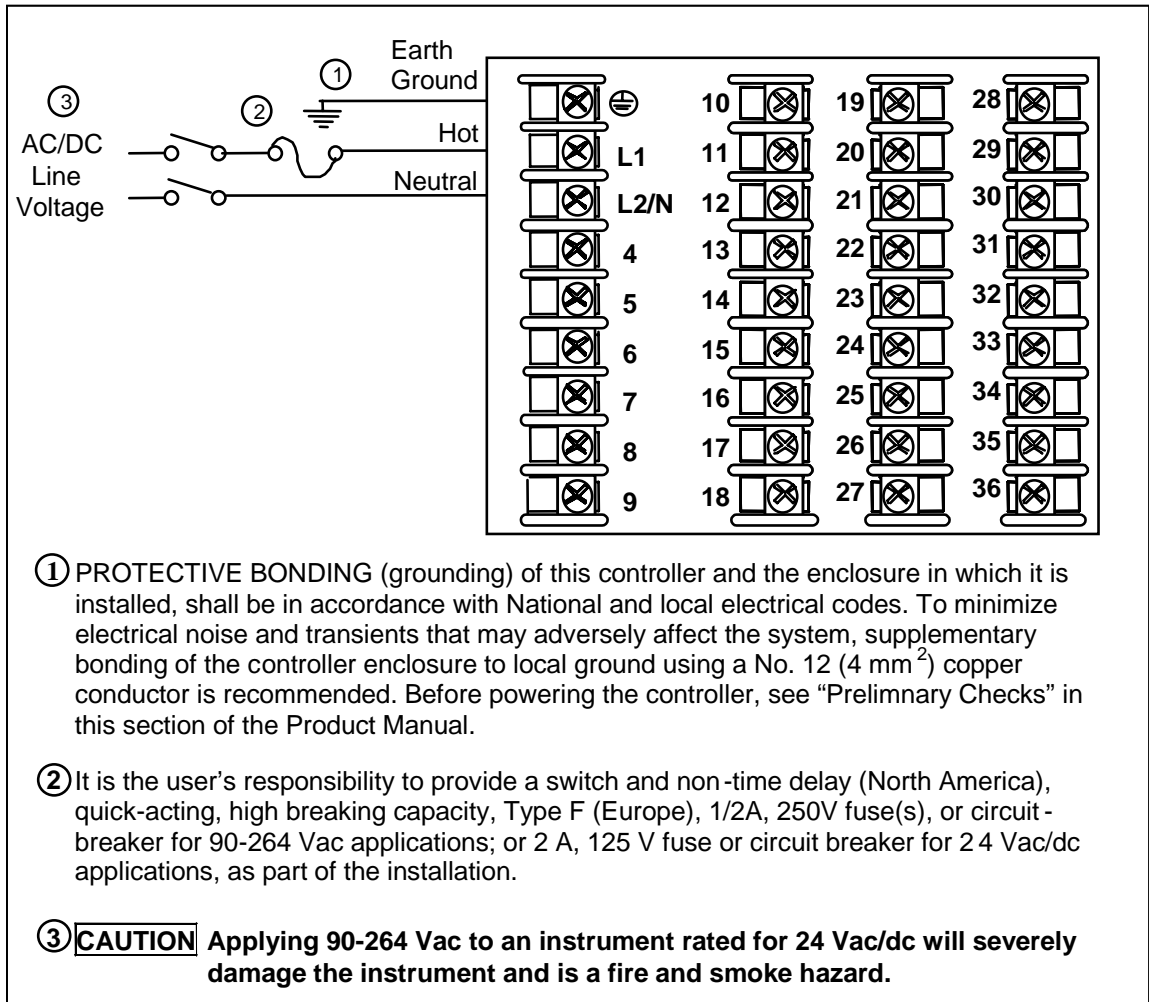 Earth
Ground
①
③
②
AC/DC
Line
Voltage
Hot
Neutral
L1
L2/N
4
5
6
7
8
9
10
11
12
13
14
15
16
17
18
19
20
21
22
23
24
25
26
27
28
29
30
31
32
33
34
35
36
① PROTECTIVE BONDING (grounding) of this controller and the enclosure in which it is
installed, shall be in accordance with National and local electrical codes. To minimize
electrical noise and transients that may adversely affect the system, supplementary
bonding of the controller enclosure to local ground using a No. 12 (4 mm²) copper
conductor is recommended. Before powering the controller, see “Prelimnary Checks” in
this section of the Product Manual.
② It is the user’s responsibility to provide a switch and non-time delay (North America),
quick-acting, high breaking capacity, Type F (Europe), 1/2A, 250V fuse(s), or circuit-
breaker for 90-264 Vac applications; or 2 A, 125 V fuse or circuit breaker for 24 Vac/dc
applications, as part of the installation.
③ CAUTION Applying 90-264 Vac to an instrument rated for 24 Vac/dc will severely
damage the instrument and is a fire and smoke hazard.